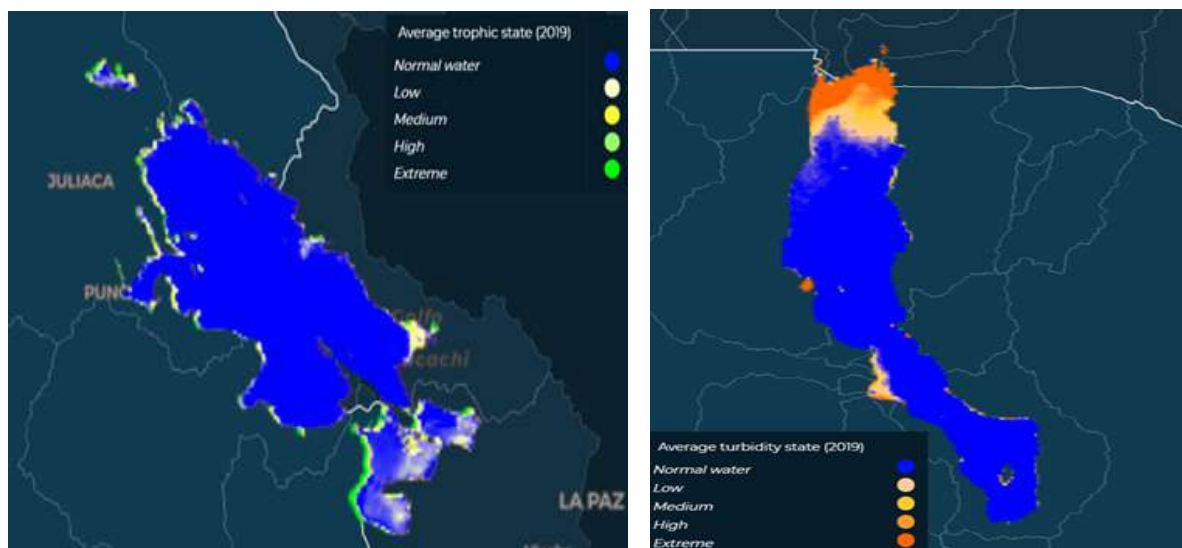 Average trophic state (2019)
Normal water
Low
Medium
High
Extreme
JULIACA
PUNO
Golfo
LA PAZ
Average turbidity state (2019)
Normal water
Low
Medium
High
Extreme